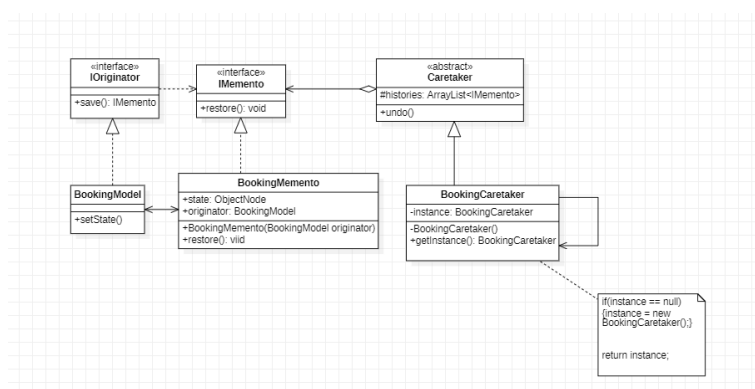 «interface»
IOriginator
+save(): IMemento
«interface»
IMemento
+restore(): void
«abstract»
Caretaker
#histories: ArrayList<IMemento>
+undo()
BookingModel
+setState()
BookingMemento
+state: ObjectNode
+originator: BookingModel
+BookingMemento(BookingModel originator)
+restore(): viid
BookingCaretaker
-instance: BookingCaretaker
-BookingCaretaker()
+getInstance(): BookingCaretaker
if(instance == null)
{instance = new
BookingCaretaker();}
return instance;